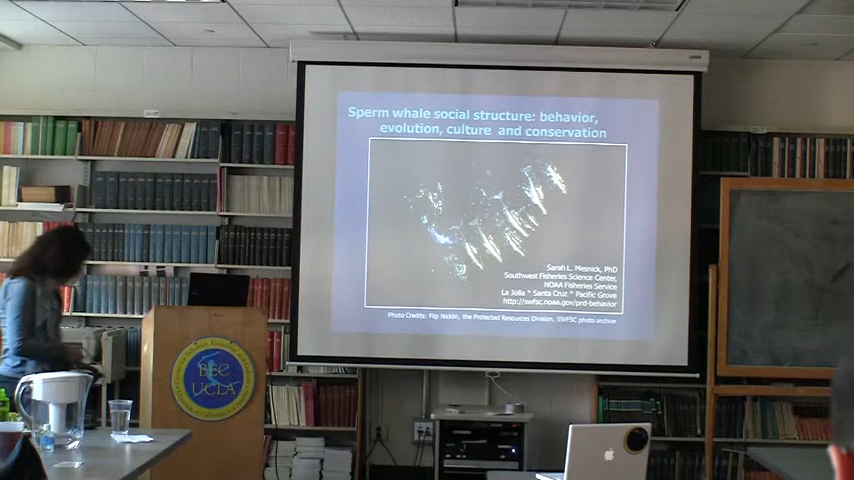 Sperm whale social structure: behavior,
evolution, culture and conservation
Sarah L. Mesnick, PhD
Southwest Fisheries Science Center,
NOAA Fisheries Service
La Jolla * Santa Cruz * Pacific Grove
http://swfsc.noaa.gov/prd-behavior
Photo Credits: Flip Nicklin, the Protected Resources Division, SWFSC photo archive
BEC
UCLA